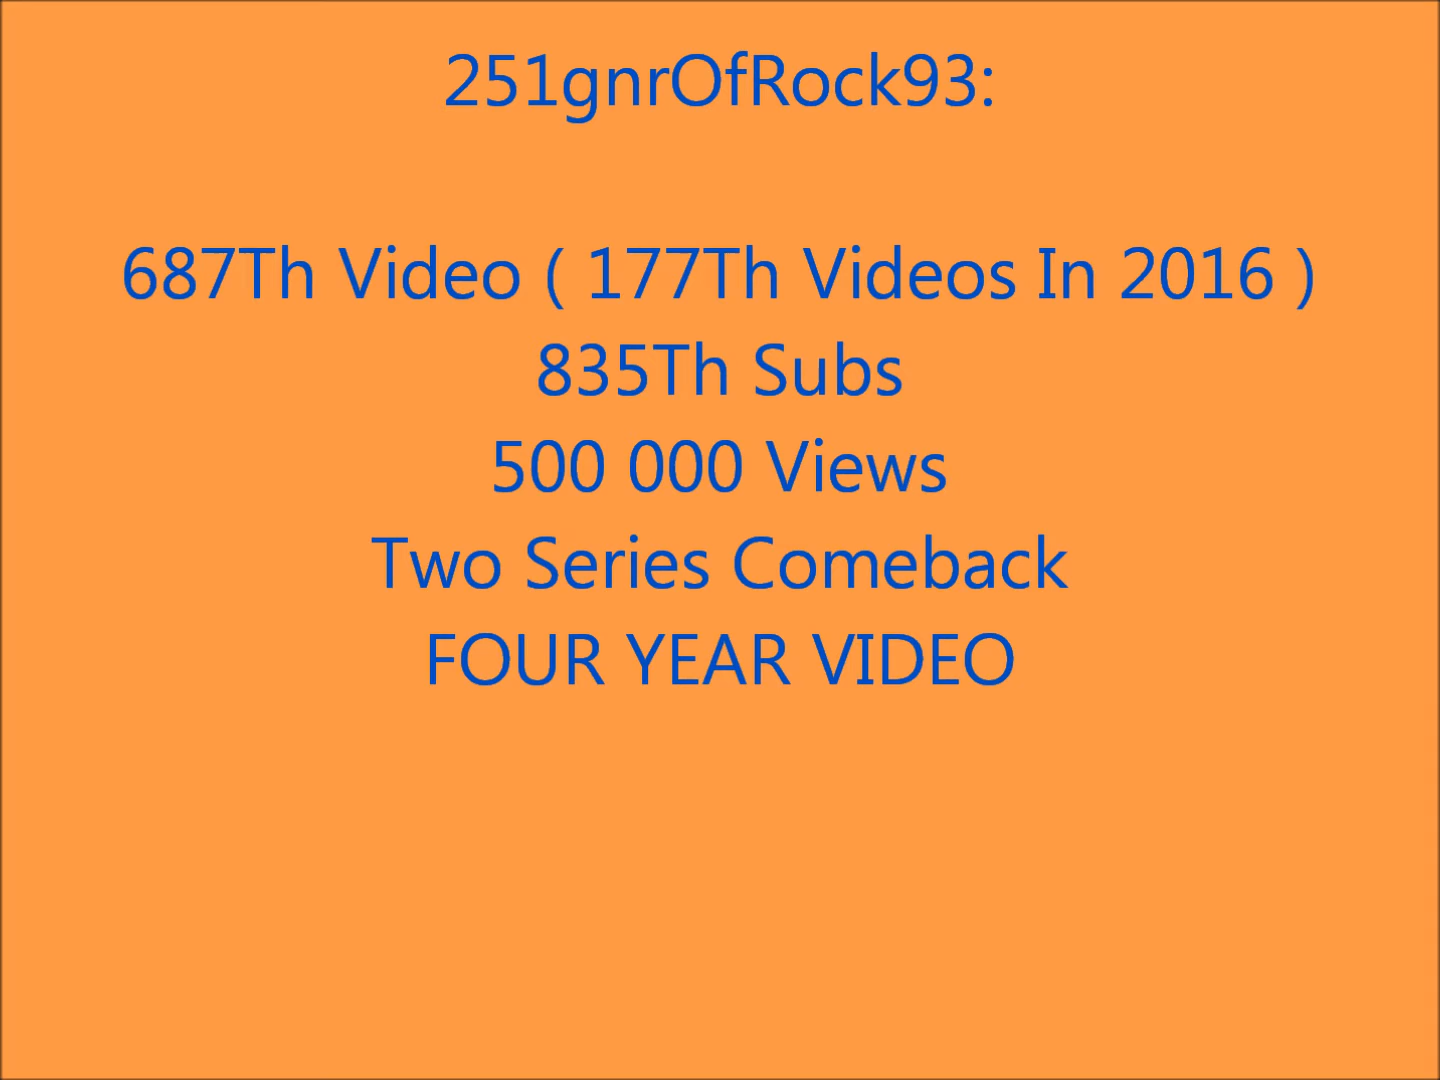 251gnrOfRock93:
687Th Video ( 177Th Videos In 2016 )
835Th Subs
500 000 Views
Two Series Comeback
FOUR YEAR VIDEO